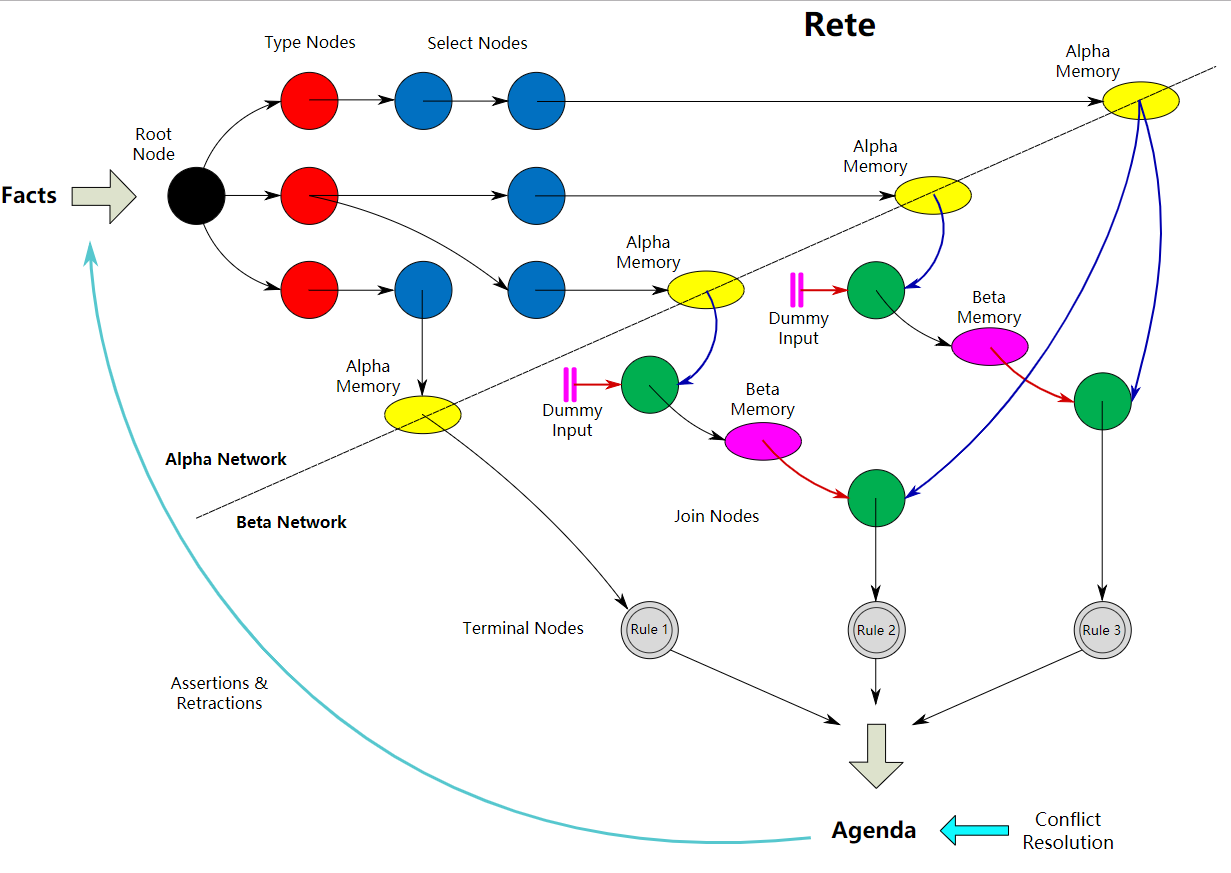 Rete
Type Nodes
Select Nodes
Alpha
Memory
Root
Node
Alpha
Memory
Facts
Alpha
Memory
Beta
Memory
Dummy
Input
Alpha
Memory
Beta
Memory
Dummy
Input
Alpha Network
Beta Network
Join Nodes
Terminal Nodes
Rule 1
Rule 2
Rule 3
Assertions &
Retractions
Agenda
Conflict
Resolution